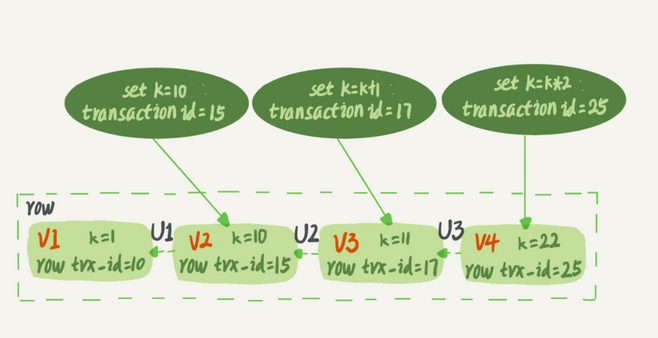 set k=10
transaction id=15
set k=k+1
transaction id=17
set k=k*2
transaction id=25
row
V1 k=1
row trx-id=10
U1
V2 k=10
row trx-id=15
U2
V3 k=11
row trx-id=17
U3
V4 k=22
row trx-id=25